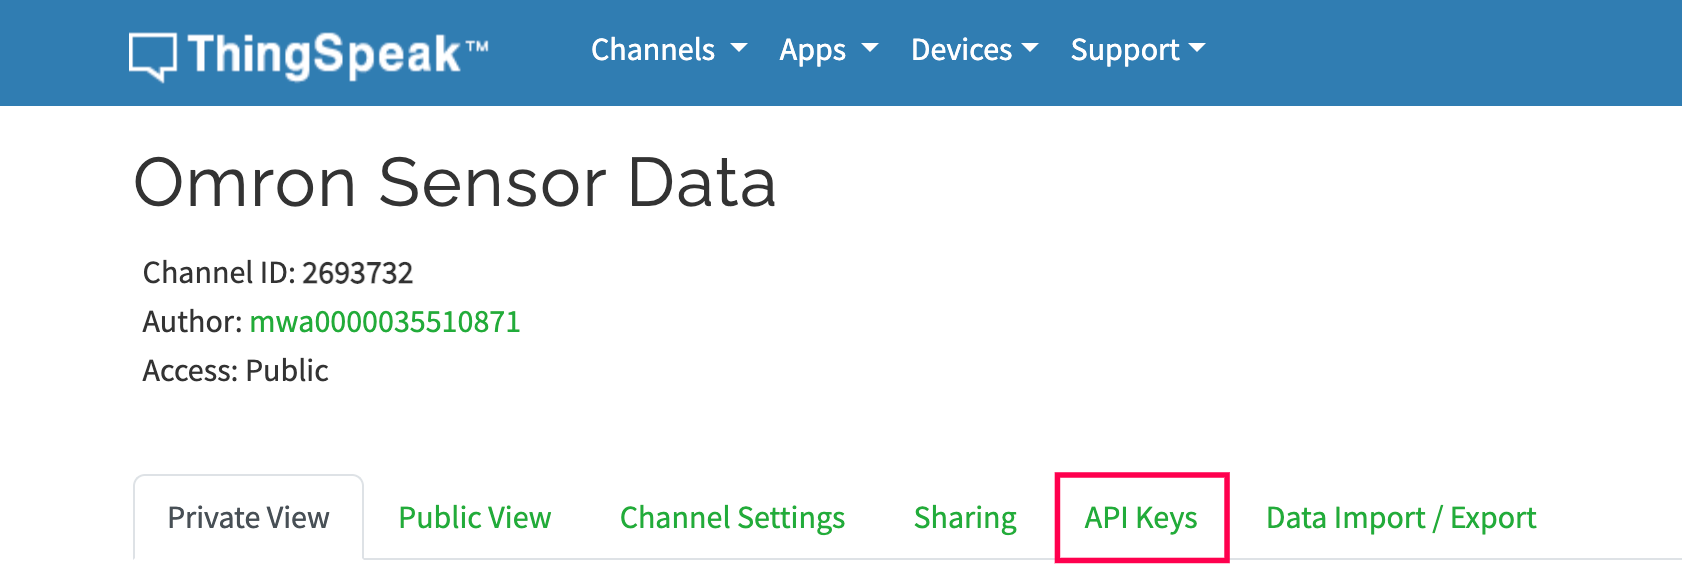 ThingSpeak™ Channels Apps Devices Support
Omron Sensor Data
Channel ID: 2693732
Author: mwa0000035510871
Access: Public
Private View Public View Channel Settings Sharing API Keys Data Import / Export